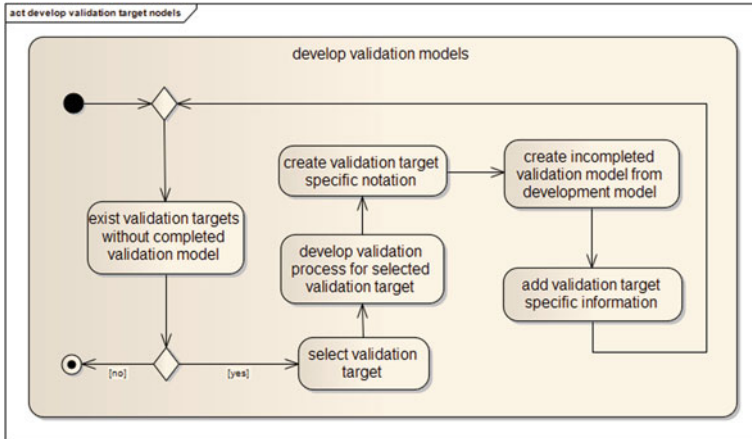 act develop validation target nodels
develop validation models
create validation target
specific notation
create incompleted
validation model from
development model
exist validation targets
without completed
validation model
develop validation
process for selected
validation target
add validation target
specific information
select validation
target
[no]
[yes]